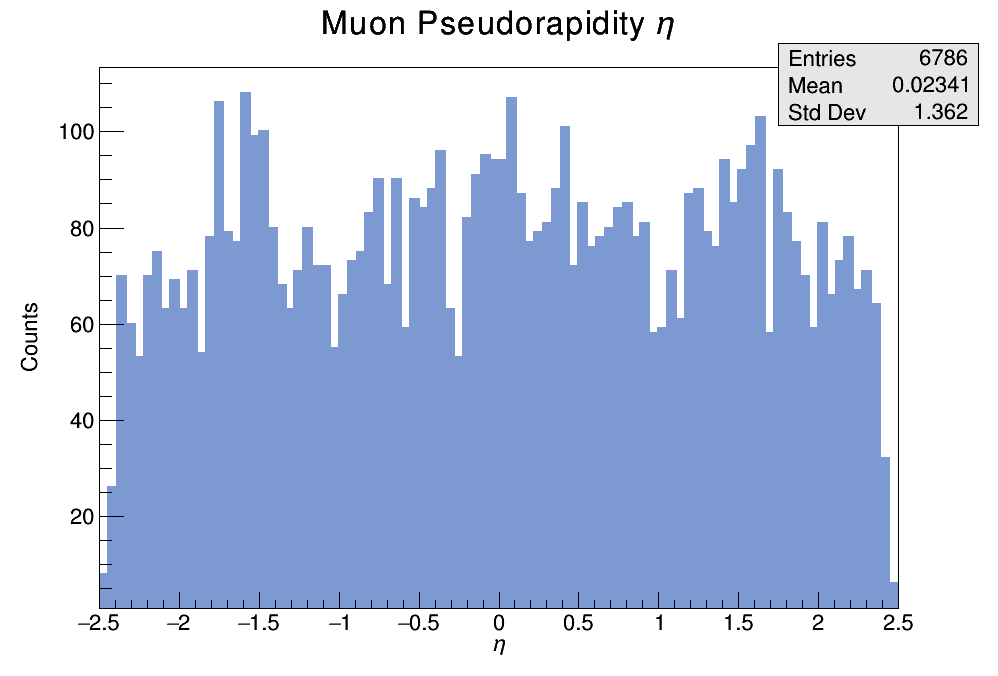 Muon Pseudorapidity η
Entries 6786
Mean 0.02341
Std Dev 1.362
100
80
60
40
20
Counts
−2.5 −2 −1.5 −1 −0.5 0 0.5 1 1.5 2 2.5
η